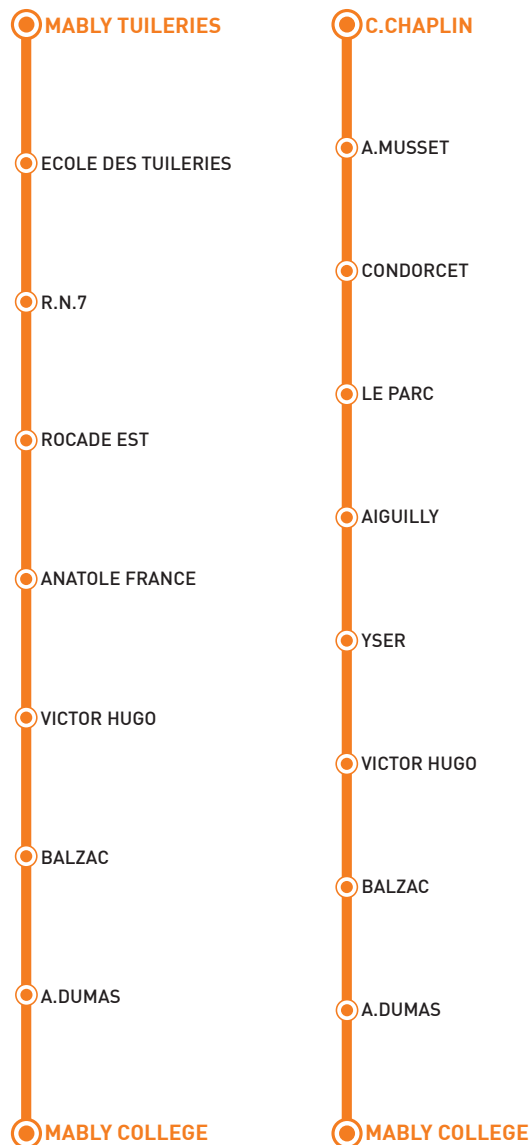 MABLY TUILERIES
ECOLE DES TUILERIES
R.N.7
ROCADE EST
ANATOLE FRANCE
VICTOR HUGO
BALZAC
A.DUMAS
MABLY COLLEGE
C.CHAPLIN
A.MUSSET
CONDORCET
LE PARC
AIGUILLY
YSER
VICTOR HUGO
BALZAC
A.DUMAS
MABLY COLLEGE